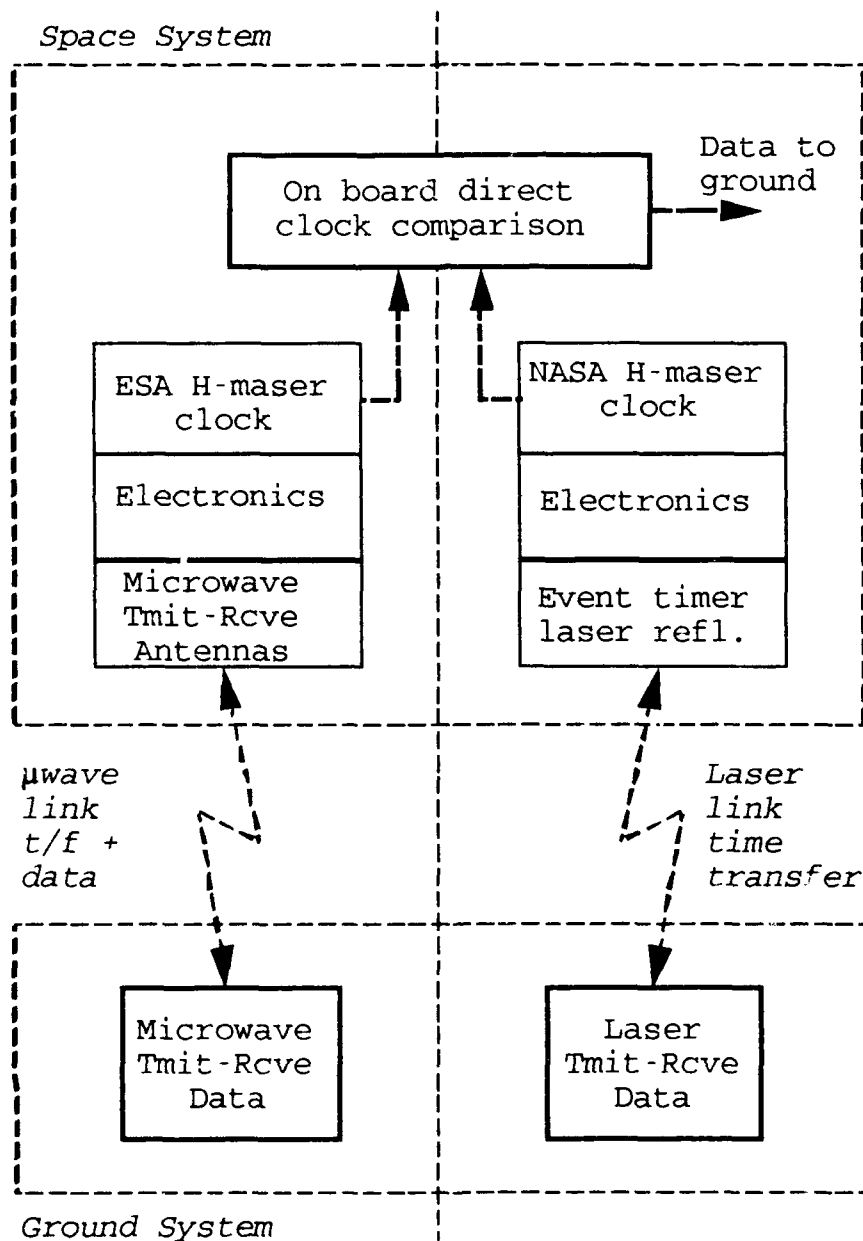 Space System
Data to
ground
On board direct
clock comparison
ESA H-maser
clock
Electronics
Microwave
Tmit-Rcve
Antennas
NASA H-maser
clock
Electronics
Event timer
laser refl.
μwave
link
t/f +
data
Laser
link
time
transfer
Microwave
Tmit-Rcve
Data
Laser
Tmit-Rcve
Data
Ground System